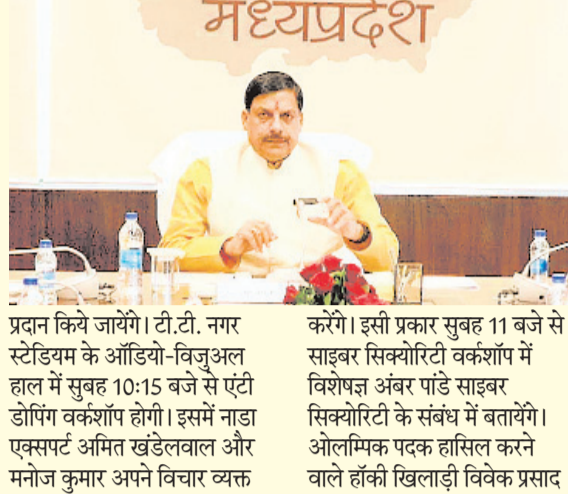 मध्यप्रदेश
प्रदान किये जायेंगे। टी.टी. नगर
स्टेडियम के ऑडियो-विजुअल
हाल में सुबह 10:15 बजे से एंटी
डोपिंग वर्कशॉप होगी। इसमें नाडा
एक्सपर्ट अमित खंडेलवाल और
मनोज कुमार अपने विचार व्यक्त
करेंगे। इसी प्रकार सुबह 11 बजे से
साइबर सिक्योरिटी वर्कशॉप में
विशेषज्ञ अंबर पांडे साइबर
सिक्योरिटी के संबंध में बतायेंगे।
ओलम्पिक पदक हासिल करने
वाले हॉकी खिलाड़ी विवेक प्रसाद